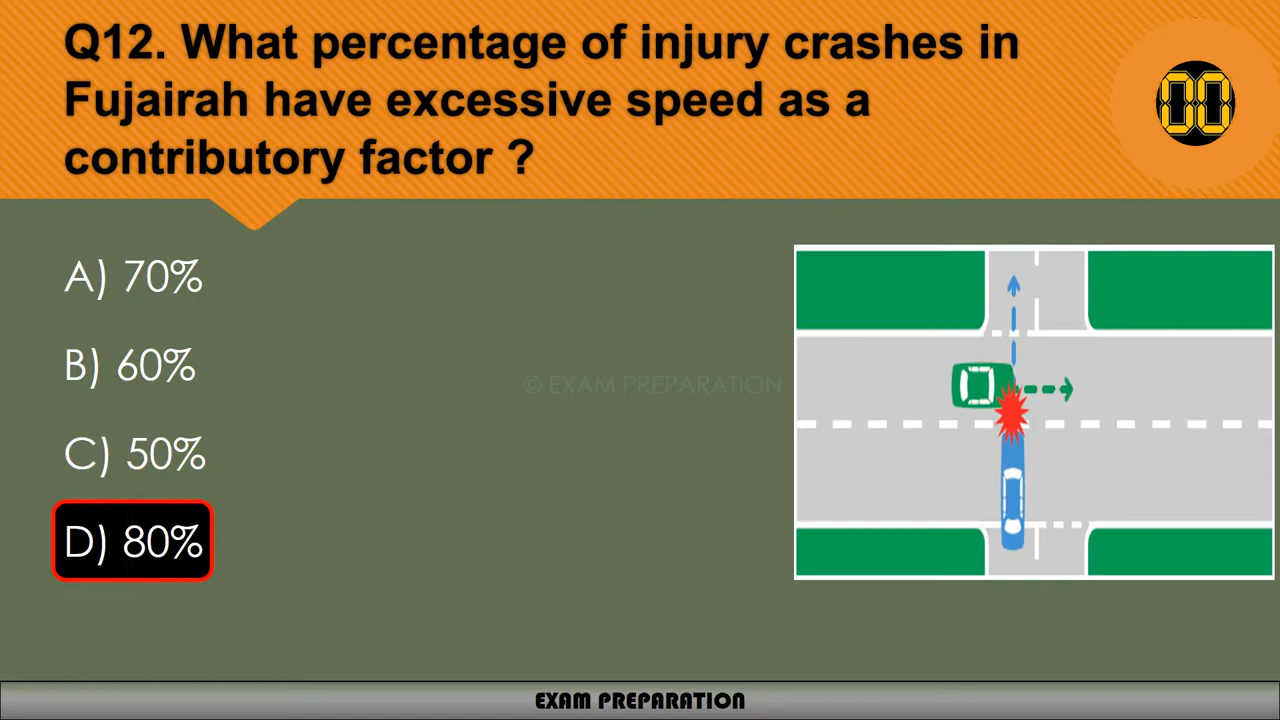 Q12. What percentage of injury crashes in
Fujairah have excessive speed as a
contributory factor ?
00
A) 70%
B) 60%
C) 50%
D) 80%
© EXAM PREPARATION
EXAM PREPARATION